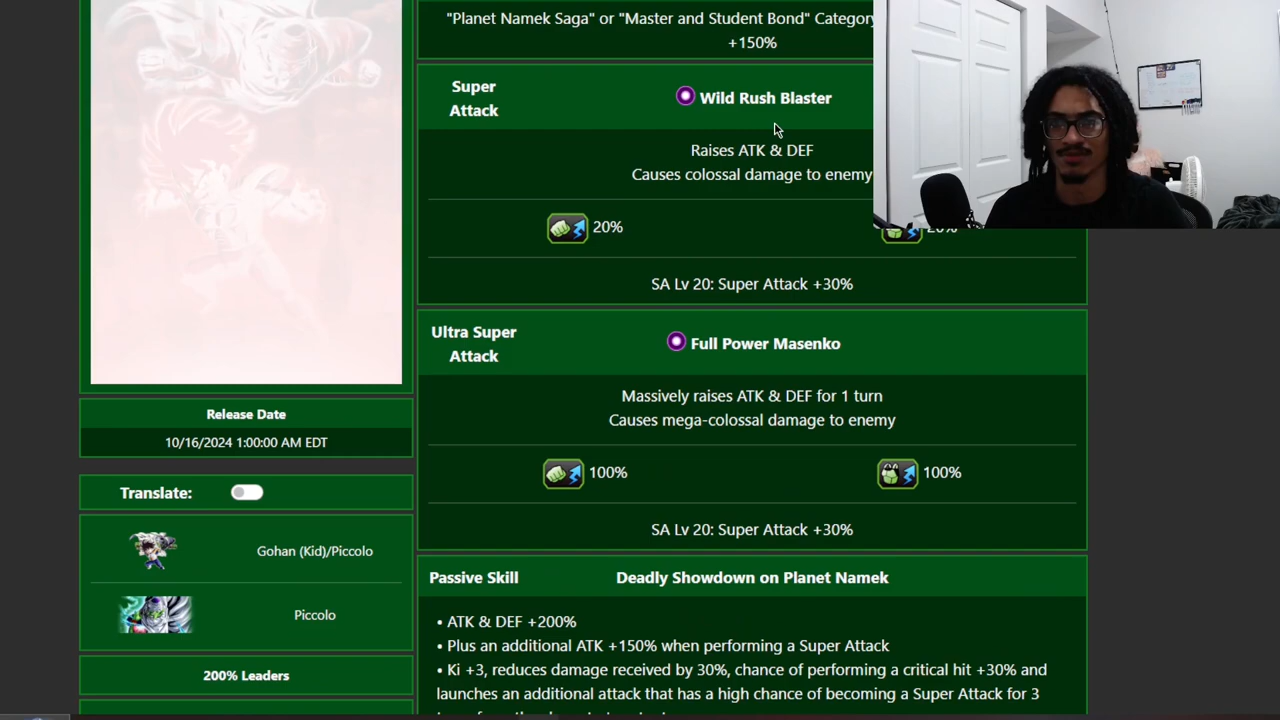 "Planet Namek Saga" or "Master and Student Bond" Category
+150%
Super
Attack
Wild Rush Blaster
Raises ATK & DEF
Causes colossal damage to enemy
20%
SA Lv 20: Super Attack +30%
Ultra Super
Attack
Full Power Masenko
Massively raises ATK & DEF for 1 turn
Causes mega-colossal damage to enemy
100%
100%
SA Lv 20: Super Attack +30%
Passive Skill
Deadly Showdown on Planet Namek
• ATK & DEF +200%
• Plus an additional ATK +150% when performing a Super Attack
• Ki +3, reduces damage received by 30%, chance of performing a critical hit +30% and
launches an additional attack that has a high chance of becoming a Super Attack for 3
Release Date
10/16/2024 1:00:00 AM EDT
Translate:
Gohan (Kid)/Piccolo
Piccolo
200% Leaders